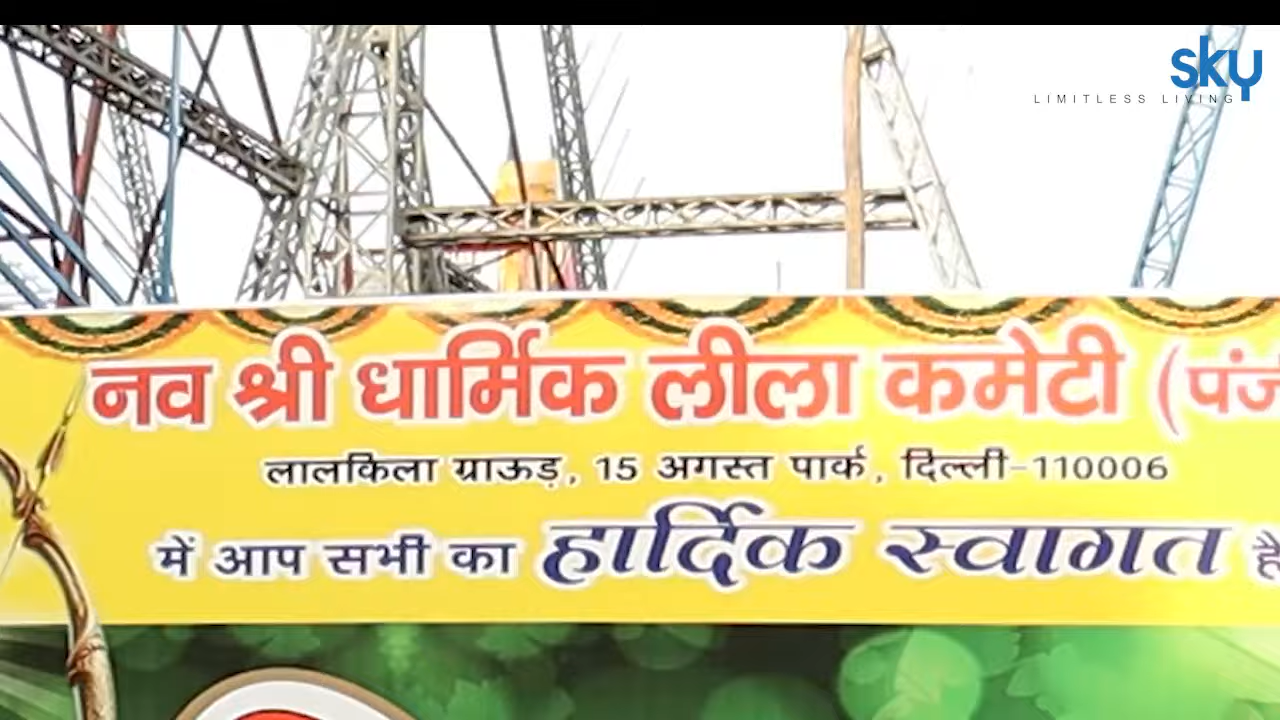 sky
LIMITLESS LIVING
नव श्री धार्मिक लीला कमेटी
लालकिला ग्राऊड़, 15 अगस्त पार्क, दिल्ली-110006
में आप सभी का हार्दिक स्वागत है